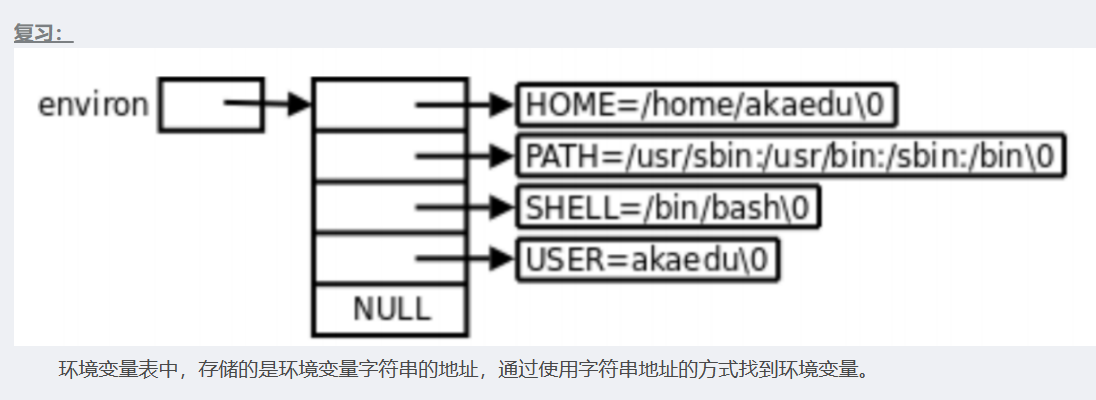 复习：
environ
HOME=/home/akaedu\0
PATH=/usr/sbin:/usr/bin:/sbin:/bin\0
SHELL=/bin/bash\0
USER=akaedu\0
NULL
环境变量表中，存储的是环境变量字符串的地址，通过使用字符串地址的方式找到环境变量。